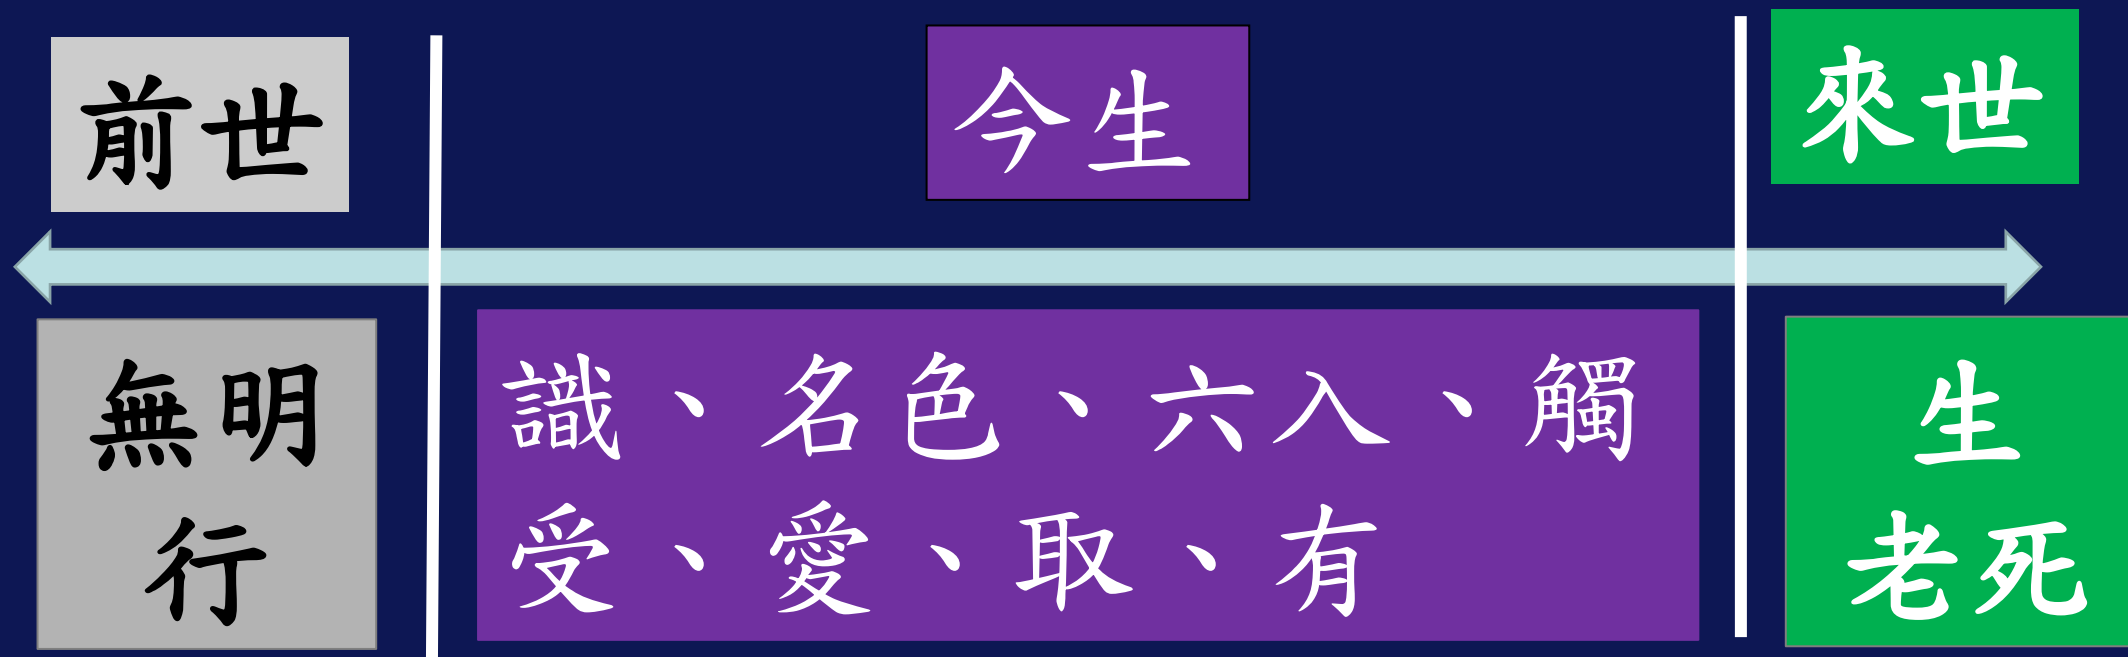 前世
今生
來世
無明
行
識、名色、六入、觸
受、愛、取、有
生
老死